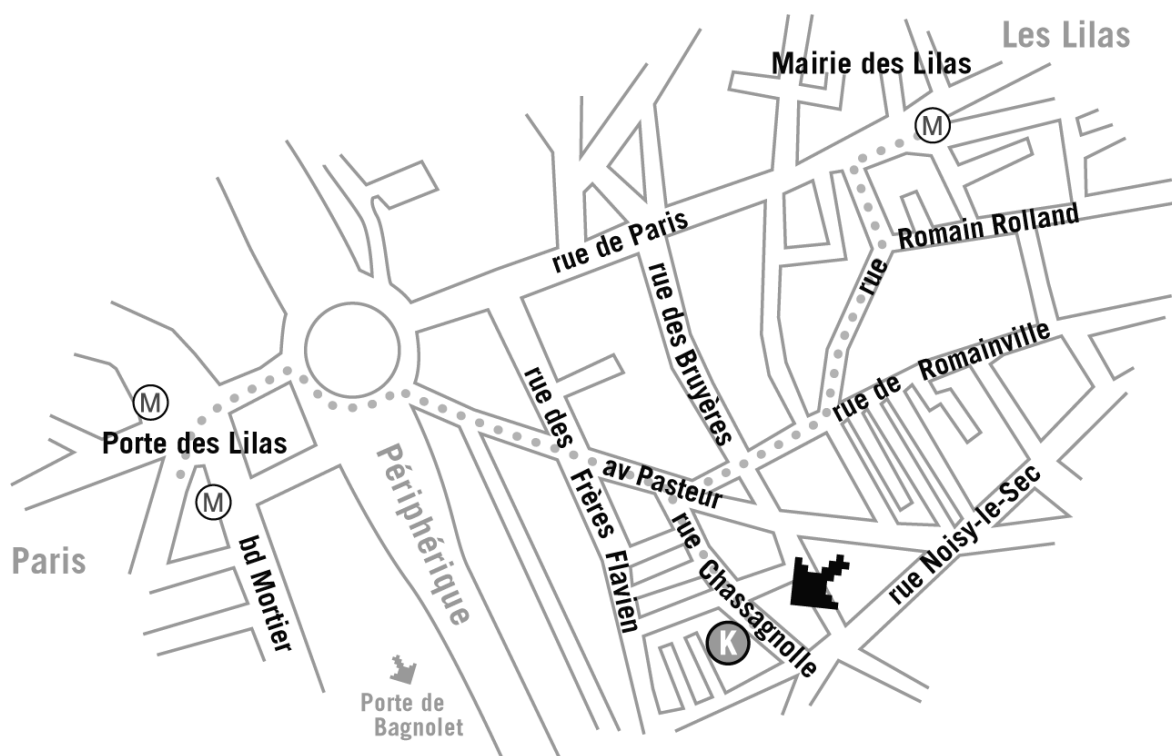 Les Lilas
Mairie des Lilas
M
Romain Rolland
rue de Paris
rue
rue des Bruyères
rue de Romainville
rue des
M
Porte des Lilas
av Pasteur
Périphérique
Frères Flavien
M
rue Noisy-le-Sec
rue Chassagnolle
Paris
bd Mortier
K
Porte de
Bagnolet